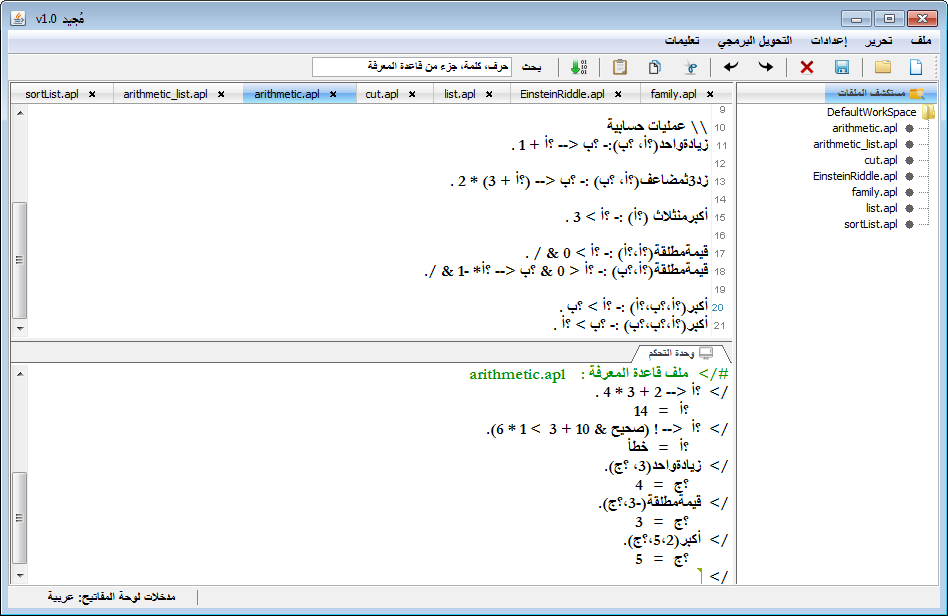 مُجيد v1.0
ملف تحرير إعدادات التحويل البرمجي تعليمات
بحث حرف، كلمة، جزء من قاعدة المعرفة
مستكشف الملفات
DefaultWorkSpace
arithmetic.apl
arithmetic_list.apl
cut.apl
EinsteinRiddle.apl
family.apl
list.apl
sortList.apl
sortList.apl arithmetic_list.apl arithmetic.apl cut.apl list.apl EinsteinRiddle.apl family.apl
9
10 \\ عمليات حسابية
11 زيادةواحد(؟أ، ؟ب):- ؟ب <-- ؟أ + 1 .
12
13 زد3ثمضاعف(؟أ، ؟ب) :- ؟ب <-- (؟أ + 3) * 2 .
14
15 أكبرمنثلاث (؟أ) :- ؟أ > 3 .
16
17 قيمةمطلقة(؟أ،؟أ) :- ؟أ > 0 & / .
18 قيمةمطلقة(؟أ،؟ب) :- ؟أ < 0 & ؟ب <-- ؟أ* -1 & /.
19
20 أكبر(؟أ،؟ب،؟أ) :- ؟أ > ؟ب .
21 أكبر(؟أ،؟ب،؟ب) :- ؟ب > ؟أ .
وحدة التحكم
#/> ملف قاعدة المعرفة : arithmetic.apl
/> ؟أ <-- 2 + 3 * 4 .
؟أ = 14
/> ؟أ <-- ! (صحيح & 10 + 3 > 1 * 6).
؟أ = خطأ
/> زيادةواحد(3، ؟ج).
؟ج = 4
/> قيمةمطلقة(-3،؟ج).
؟ج = 3
/> أكبر(2،5،؟ج).
؟ج = 5
/>
مدخلات لوحة المفاتيح: عربية